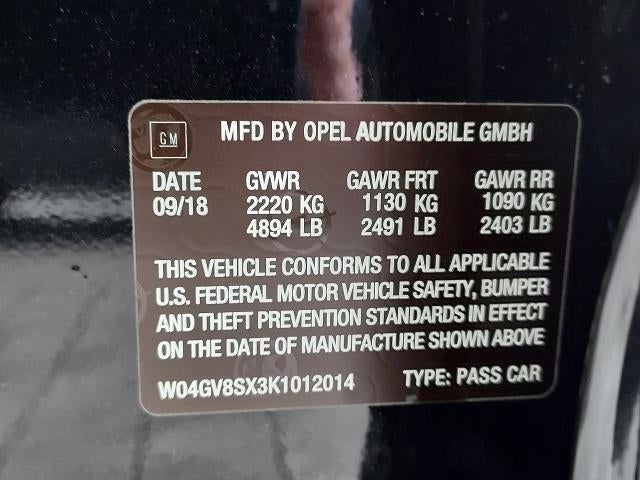 GM
MFD BY OPEL AUTOMOBILE GMBH
DATE GVWR GAWR FRT GAWR RR
09/18 2220 KG 1130 KG 1090 KG
4894 LB 2491 LB 2403 LB
THIS VEHICLE CONFORMS TO ALL APPLICABLE
U.S. FEDERAL MOTOR VEHICLE SAFETY, BUMPER
AND THEFT PREVENTION STANDARDS IN EFFECT
ON THE DATE OF MANUFACTURE SHOWN ABOVE
W04GV8SX3K1012014 TYPE: PASS CAR